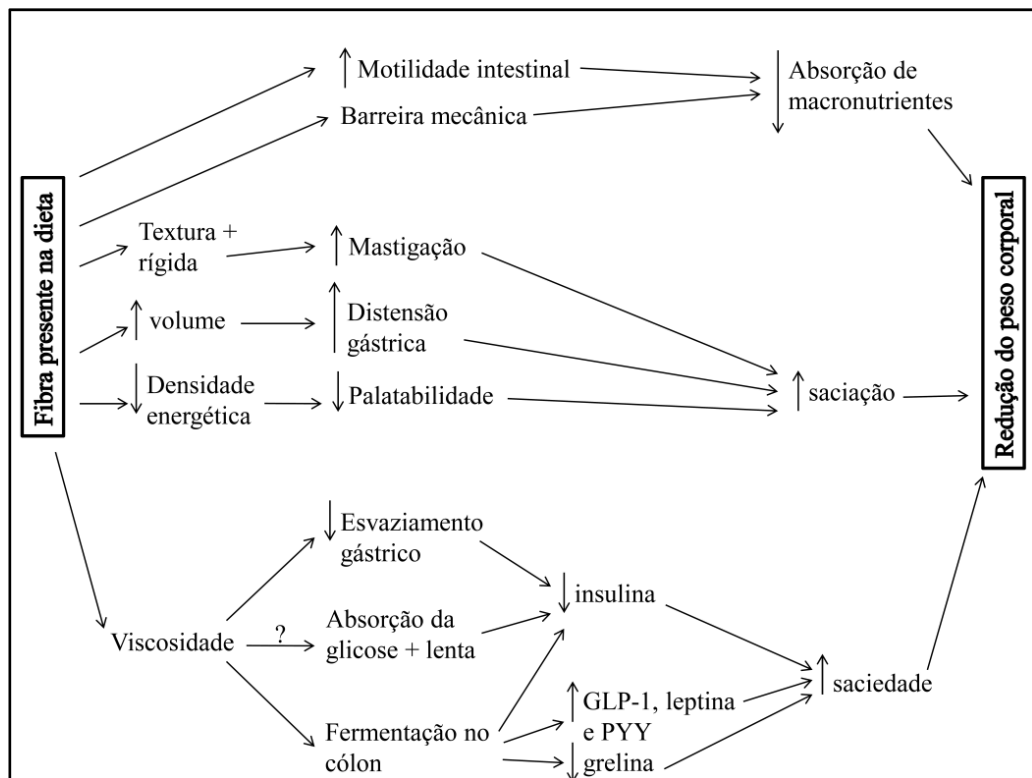 Fibra presente na dieta
Motilidade intestinal
Barreira mecânica
Absorção de
macronutrientes
Textura +
rígida
Mastigação
volume
Distensão
gástrica
Densidade
energética
Palatabilidade
saciação
Redução do peso corporal
Viscosidade
Esvaziamento
gástrico
?
Absorção da
glicose + lenta
Fermentação no
cólon
insulina
GLP-1, leptina
e PYY
grelina
saciedade